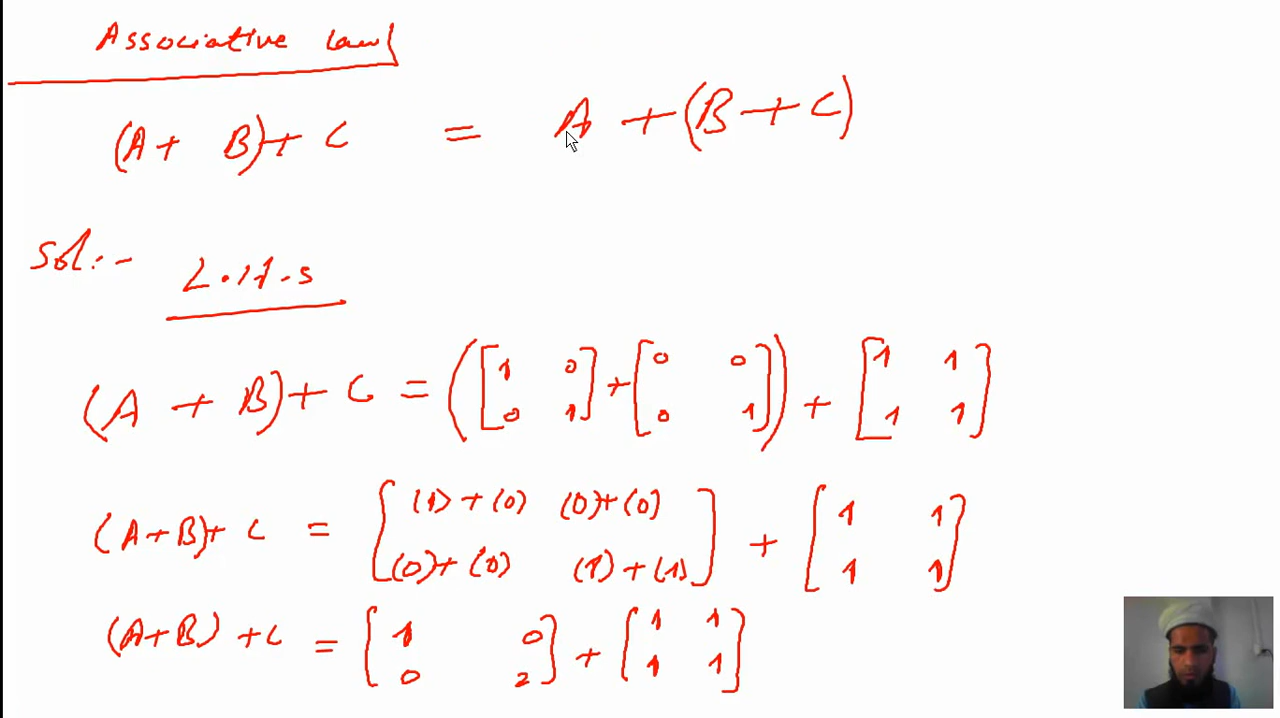 Associative law
(A + B) + C = A + (B + C)
Sol:-
L.H.S
(A + B) + C = ([1 0 0 1] + [0 0 0 1]) + [1 1 1 1]
(A+B)+ C = [(1)+(0) (0)+(0) (0)+(0) (1)+(1)] + [1 1 1 1]
(A+B) +C = [1 0 0 2] + [1 1 1 1]